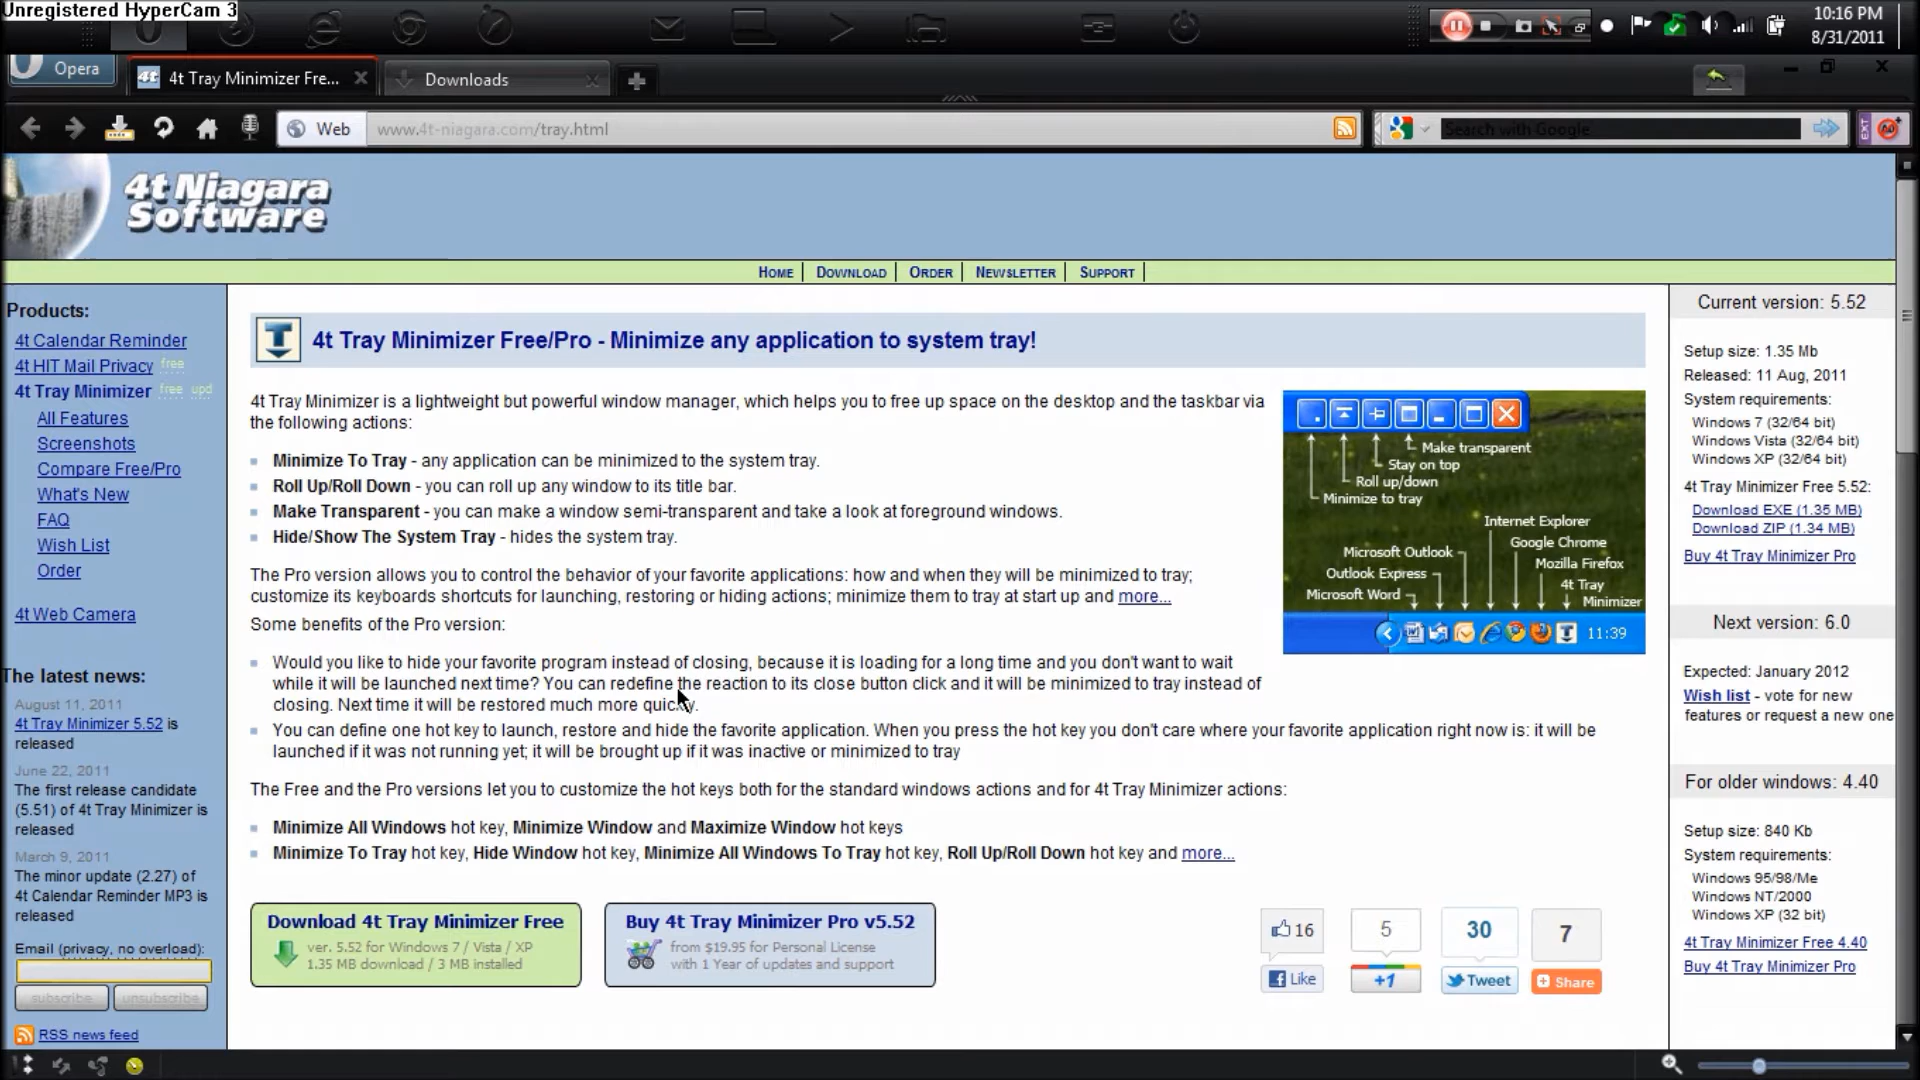 Unregistered HyperCam 3
10:16 PM
8/31/2011
Opera
4t Tray Minimizer Fre...
Downloads
Web
www.4t-niagara.com/tray.html
Search with Google
EXT
4t Niagara
Software
HOME
DOWNLOAD
ORDER
NEWSLETTER
SUPPORT
Products:
4t Calendar Reminder
4t HIT Mail Privacy free
4t Tray Minimizer free upd
All Features
Screenshots
Compare Free/Pro
What's New
FAQ
Wish List
Order
4t Web Camera
The latest news:
August 11, 2011
4t Tray Minimizer 5.52 is
released
June 22, 2011
The first release candidate
(5.51) of 4t Tray Minimizer is
released
March 9, 2011
The minor update (2.27) of
4t Calendar Reminder MP3 is
released
Email (privacy, no overload):
subscribe
unsubscribe
RSS news feed
4t Tray Minimizer Free/Pro - Minimize any application to system tray!
4t Tray Minimizer is a lightweight but powerful window manager, which helps you to free up space on the desktop and the taskbar via
the following actions:
Minimize To Tray - any application can be minimized to the system tray.
Roll Up/Roll Down - you can roll up any window to its title bar.
Make Transparent - you can make a window semi-transparent and take a look at foreground windows.
Hide/Show The System Tray - hides the system tray.
The Pro version allows you to control the behavior of your favorite applications: how and when they will be minimized to tray;
customize its keyboards shortcuts for launching, restoring or hiding actions; minimize them to tray at start up and more...
Some benefits of the Pro version:
Would you like to hide your favorite program instead of closing, because it is loading for a long time and you don't want to wait
while it will be launched next time? You can redefine the reaction to its close button click and it will be minimized to tray instead of
closing. Next time it will be restored much more quickly.
You can define one hot key to launch, restore and hide the favorite application. When you press the hot key you don't care where your favorite application right now is: it will be
launched if it was not running yet; it will be brought up if it was inactive or minimized to tray
The Free and the Pro versions let you to customize the hot keys both for the standard windows actions and for 4t Tray Minimizer actions:
Minimize All Windows hot key, Minimize Window and Maximize Window hot keys
Minimize To Tray hot key, Hide Window hot key, Minimize All Windows To Tray hot key, Roll Up/Roll Down hot key and more...
Make transparent
Stay on top
Roll up/down
Minimize to tray
Internet Explorer
Google Chrome
Microsoft Outlook
Mozilla Firefox
Outlook Express
4t Tray
Microsoft Word
Minimizer
11:39
Download 4t Tray Minimizer Free
ver. 5.52 for Windows 7 / Vista / XP
1.35 MB download / 3 MB installed
Buy 4t Tray Minimizer Pro v5.52
from $19.95 for Personal License
with 1 Year of updates and support
16
5
30
7
Like
+1
Tweet
Share
Current version: 5.52
Setup size: 1.35 Mb
Released: 11 Aug, 2011
System requirements:
Windows 7 (32/64 bit)
Windows Vista (32/64 bit)
Windows XP (32/64 bit)
4t Tray Minimizer Free 5.52:
Download EXE (1.35 MB)
Download ZIP (1.34 MB)
Buy 4t Tray Minimizer Pro
Next version: 6.0
Expected: January 2012
Wish list - vote for new
features or request a new one
For older windows: 4.40
Setup size: 840 Kb
System requirements:
Windows 95/98/Me
Windows NT/2000
Windows XP (32 bit)
4t Tray Minimizer Free 4.40
Buy 4t Tray Minimizer Pro